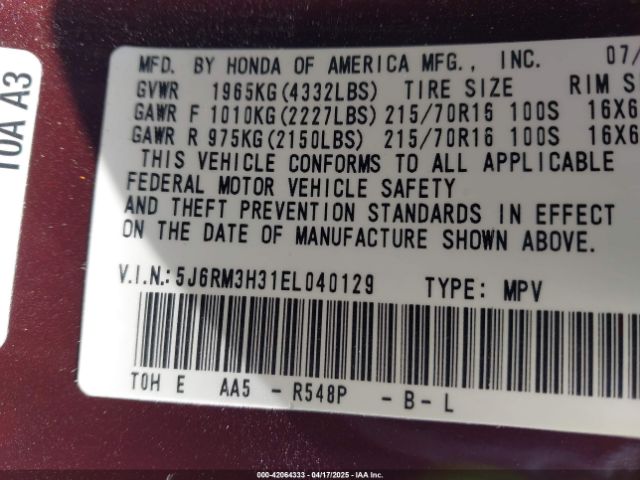 MFD. BY HONDA OF AMERICA MFG., INC. 07/
GVWR 1965KG(4332LBS) TIRE SIZE RIM S
GAWR F 1010KG(2227LBS) 215/70R16 100S 16X6
GAWR R 975KG(2150LBS) 215/70R16 100S 16X6
THIS VEHICLE CONFORMS TO ALL APPLICABLE
FEDERAL MOTOR VEHICLE SAFETY
AND THEFT PREVENTION STANDARDS IN EFFECT
ON THE DATE OF MANUFACTURE SHOWN ABOVE.
V.I.N.: 5J6RM3H31EL040129 TYPE: MPV
T0H E AA5 - R548P - B - L
T0A A3
000-42064333 - 04/17/2025 - IAAI Inc.